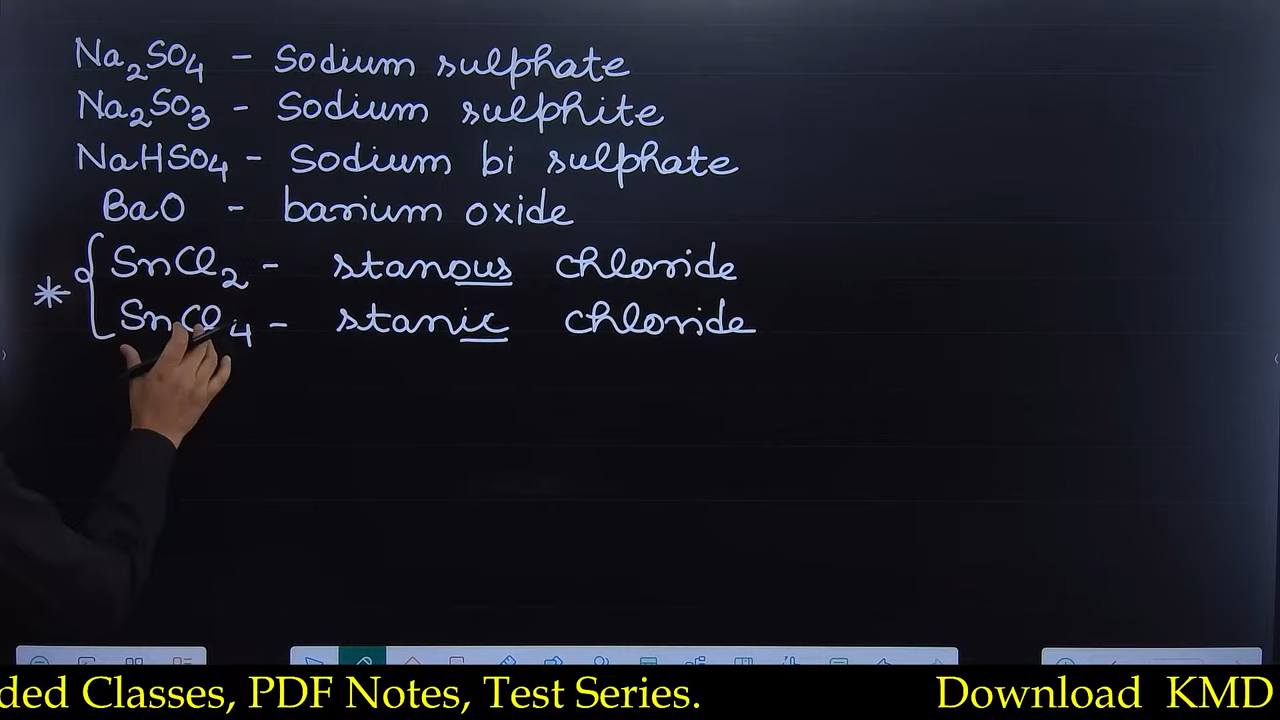 Na₂SO₄ - Sodium sulphate
Na₂SO₃ - Sodium sulphite
NaHSO₄ - Sodium bi sulphate
BaO - barium oxide
* { SnCl₂ - stanous chloride
SnCl₄ - stanic chloride
ded Classes, PDF Notes, Test Series. Download KMD